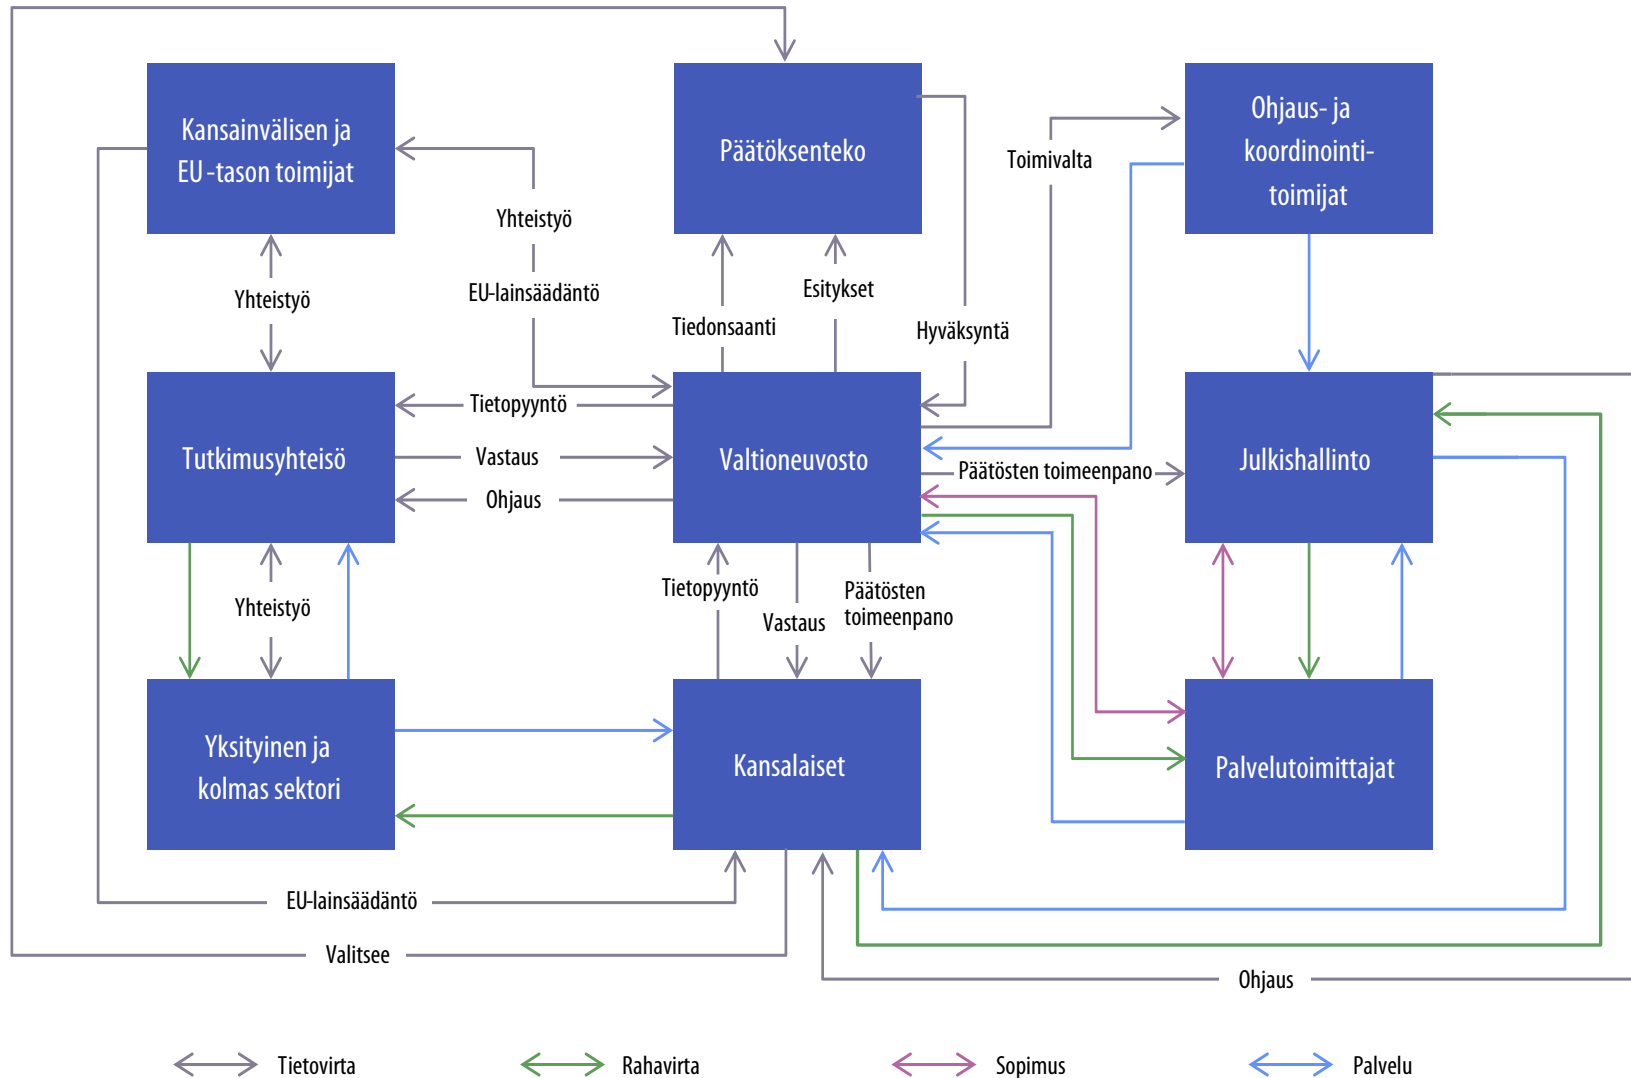 Kansainvälisen ja
EU -tason toimijat
Päätöksenteko
Ohjaus- ja
koordinointi-
toimijat
Toimivalta
Yhteistyö
EU-lainsäädäntö
Yhteistyö
Esitykset
Tiedonsaanti
Hyväksyntä
Tietopyyntö
Tutkimusyhteisö
Vastaus
Valtioneuvosto
Päätösten toimeenpano
Julkishallinto
Ohjaus
Tietopyyntö
Päätösten
toimeenpano
Vastaus
Yhteistyö
Yksityinen ja
kolmas sektori
Kansalaiset
Palvelutoimittajat
EU-lainsäädäntö
Valitsee
Ohjaus
Tietovirta
Rahavirta
Sopimus
Palvelu